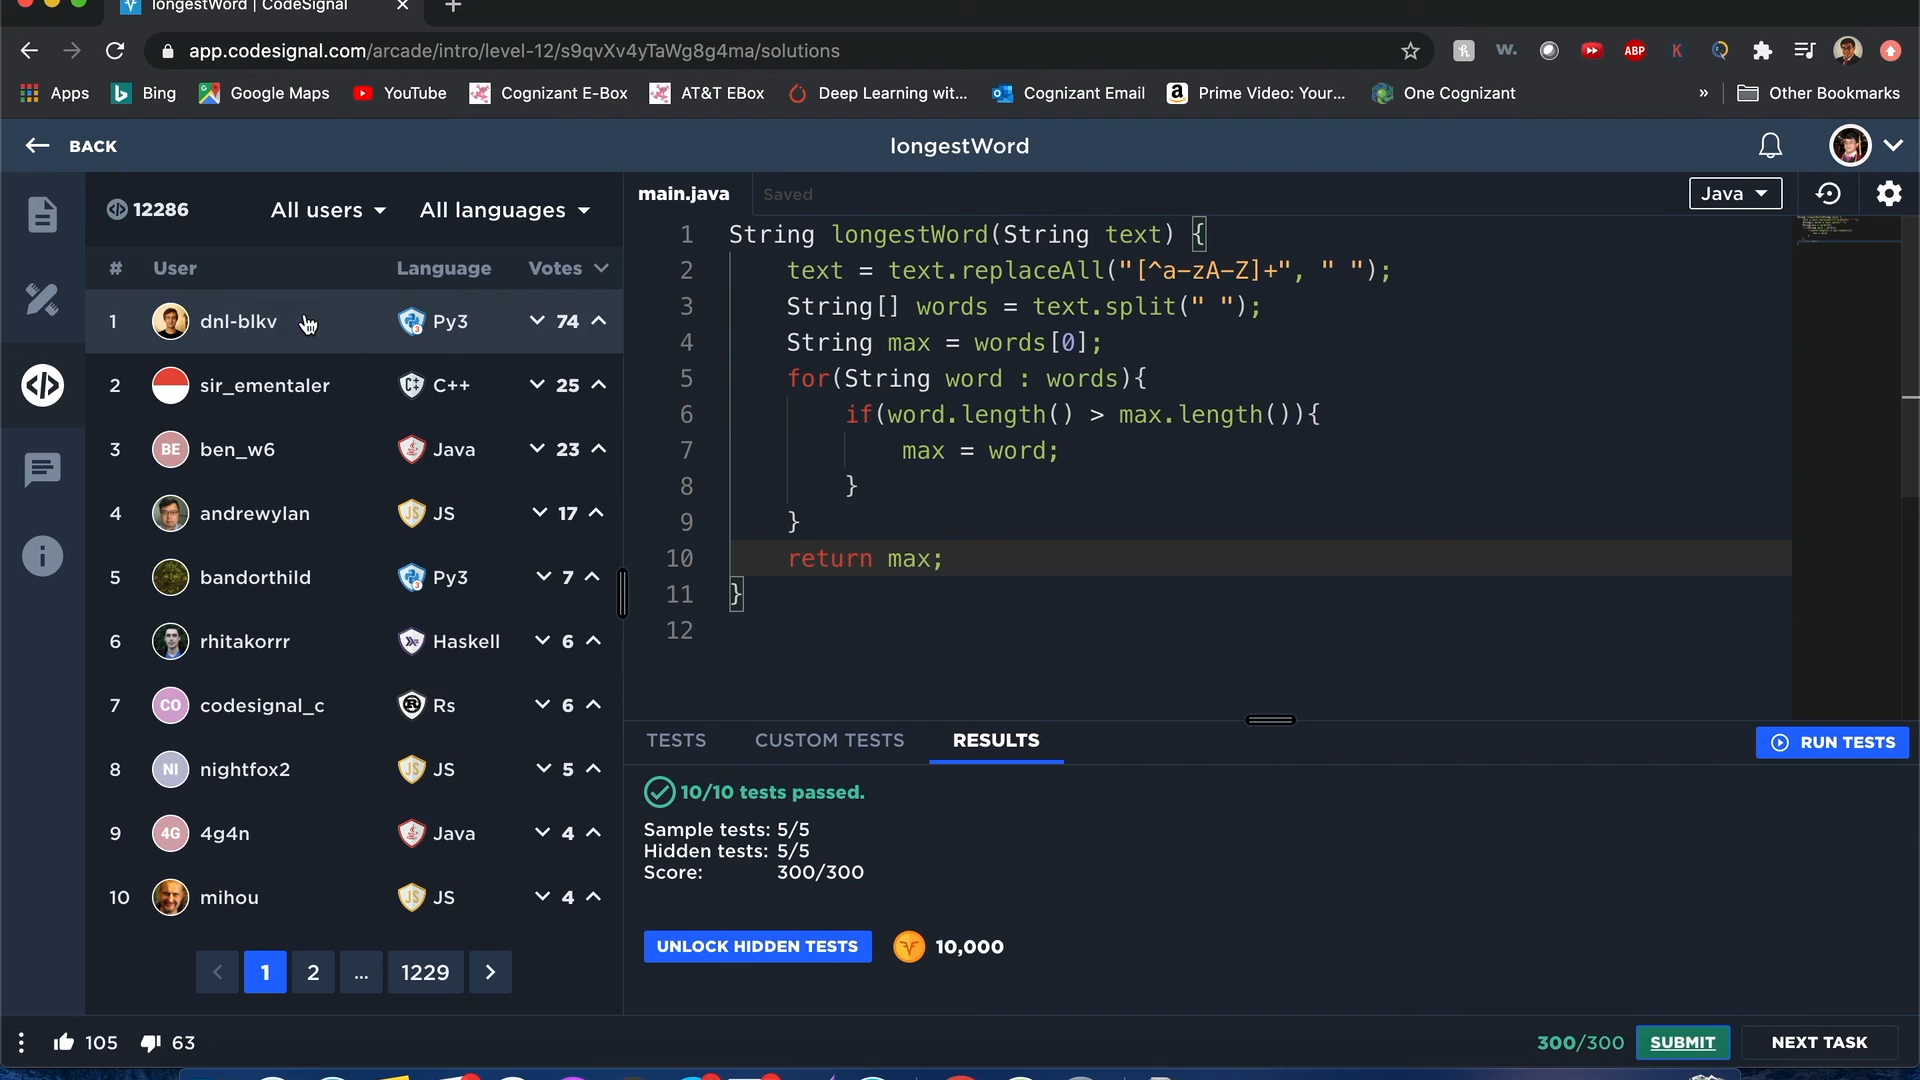 longestWord | CodeSignal
app.codesignal.com/arcade/intro/level-12/s9qvXv4yTaWg8g4ma/solutions
W. ABP K
Apps Bing Google Maps YouTube Cognizant E-Box AT&T EBox Deep Learning wit... Cognizant Email Prime Video: Your... One Cognizant » Other Bookmarks
BACK longestWord
12286 All users All languages
# User Language Votes
1 dnl-blkv Py3 74
2 sir_ementaler C++ 25
3 BE ben_w6 Java 23
4 andrewylan JS 17
5 bandorthild Py3 7
6 rhitakorrr Haskell 6
7 CO codesignal_c Rs 6
8 NI nightfox2 JS 5
9 4G 4g4n Java 4
10 mihou JS 4
< 1 2 ... 1229 >
main.java Saved Java
1 String longestWord(String text) {
2 text = text.replaceAll("[^a-zA-Z]+", " ");
3 String[] words = text.split(" ");
4 String max = words[0];
5 for(String word : words){
6 if(word.length() > max.length()){
7 max = word;
8 }
9 }
10 return max;
11 }
12
TESTS CUSTOM TESTS RESULTS RUN TESTS
10/10 tests passed.
Sample tests: 5/5
Hidden tests: 5/5
Score: 300/300
UNLOCK HIDDEN TESTS 10,000
105 63 300/300 SUBMIT NEXT TASK